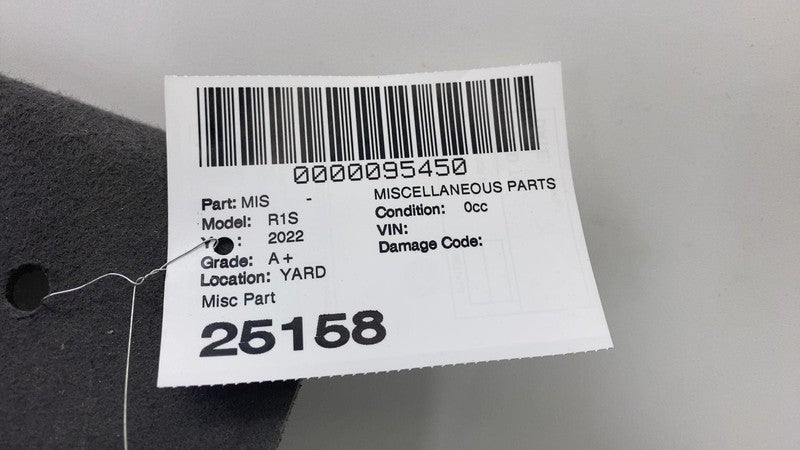 0000095450
Part: MIS - MISCELLANEOUS PARTS
Model: R1S Condition: 0cc
: 2022 VIN:
Grade: A+ Damage Code:
Location: YARD
Misc Part
25158